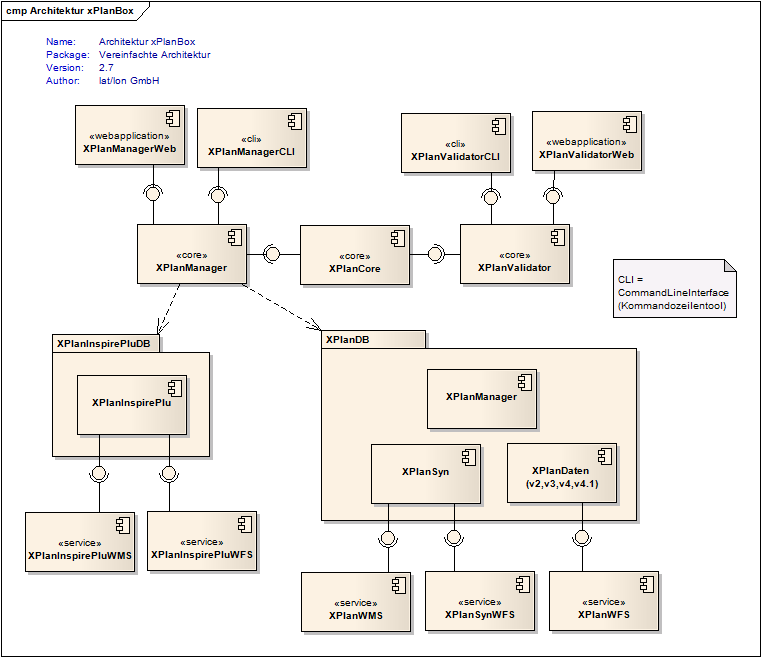 cmp Architektur xPlanBox
Name: Architektur xPlanBox
Package: Vereinfachte Architektur
Version: 2.7
Author: lat/lon GmbH
«webapplication»
XPlanManagerWeb
«cli»
XPlanManagerCLI
«cli»
XPlanValidatorCLI
«webapplication»
XPlanValidatorWeb
«core»
XPlanManager
«core»
XPlanCore
«core»
XPlanValidator
CLI =
CommandLineInterface
(Kommandozeilentool)
XPlanInspirePluDB
XPlanInspirePlu
XPlanDB
XPlanManager
XPlanSyn
XPlanDaten
(v2,v3,v4,v4.1)
«service»
XPlanInspirePluWMS
«service»
XPlanInspirePluWFS
«service»
XPlanWMS
«service»
XPlanSynWFS
«service»
XPlanWFS